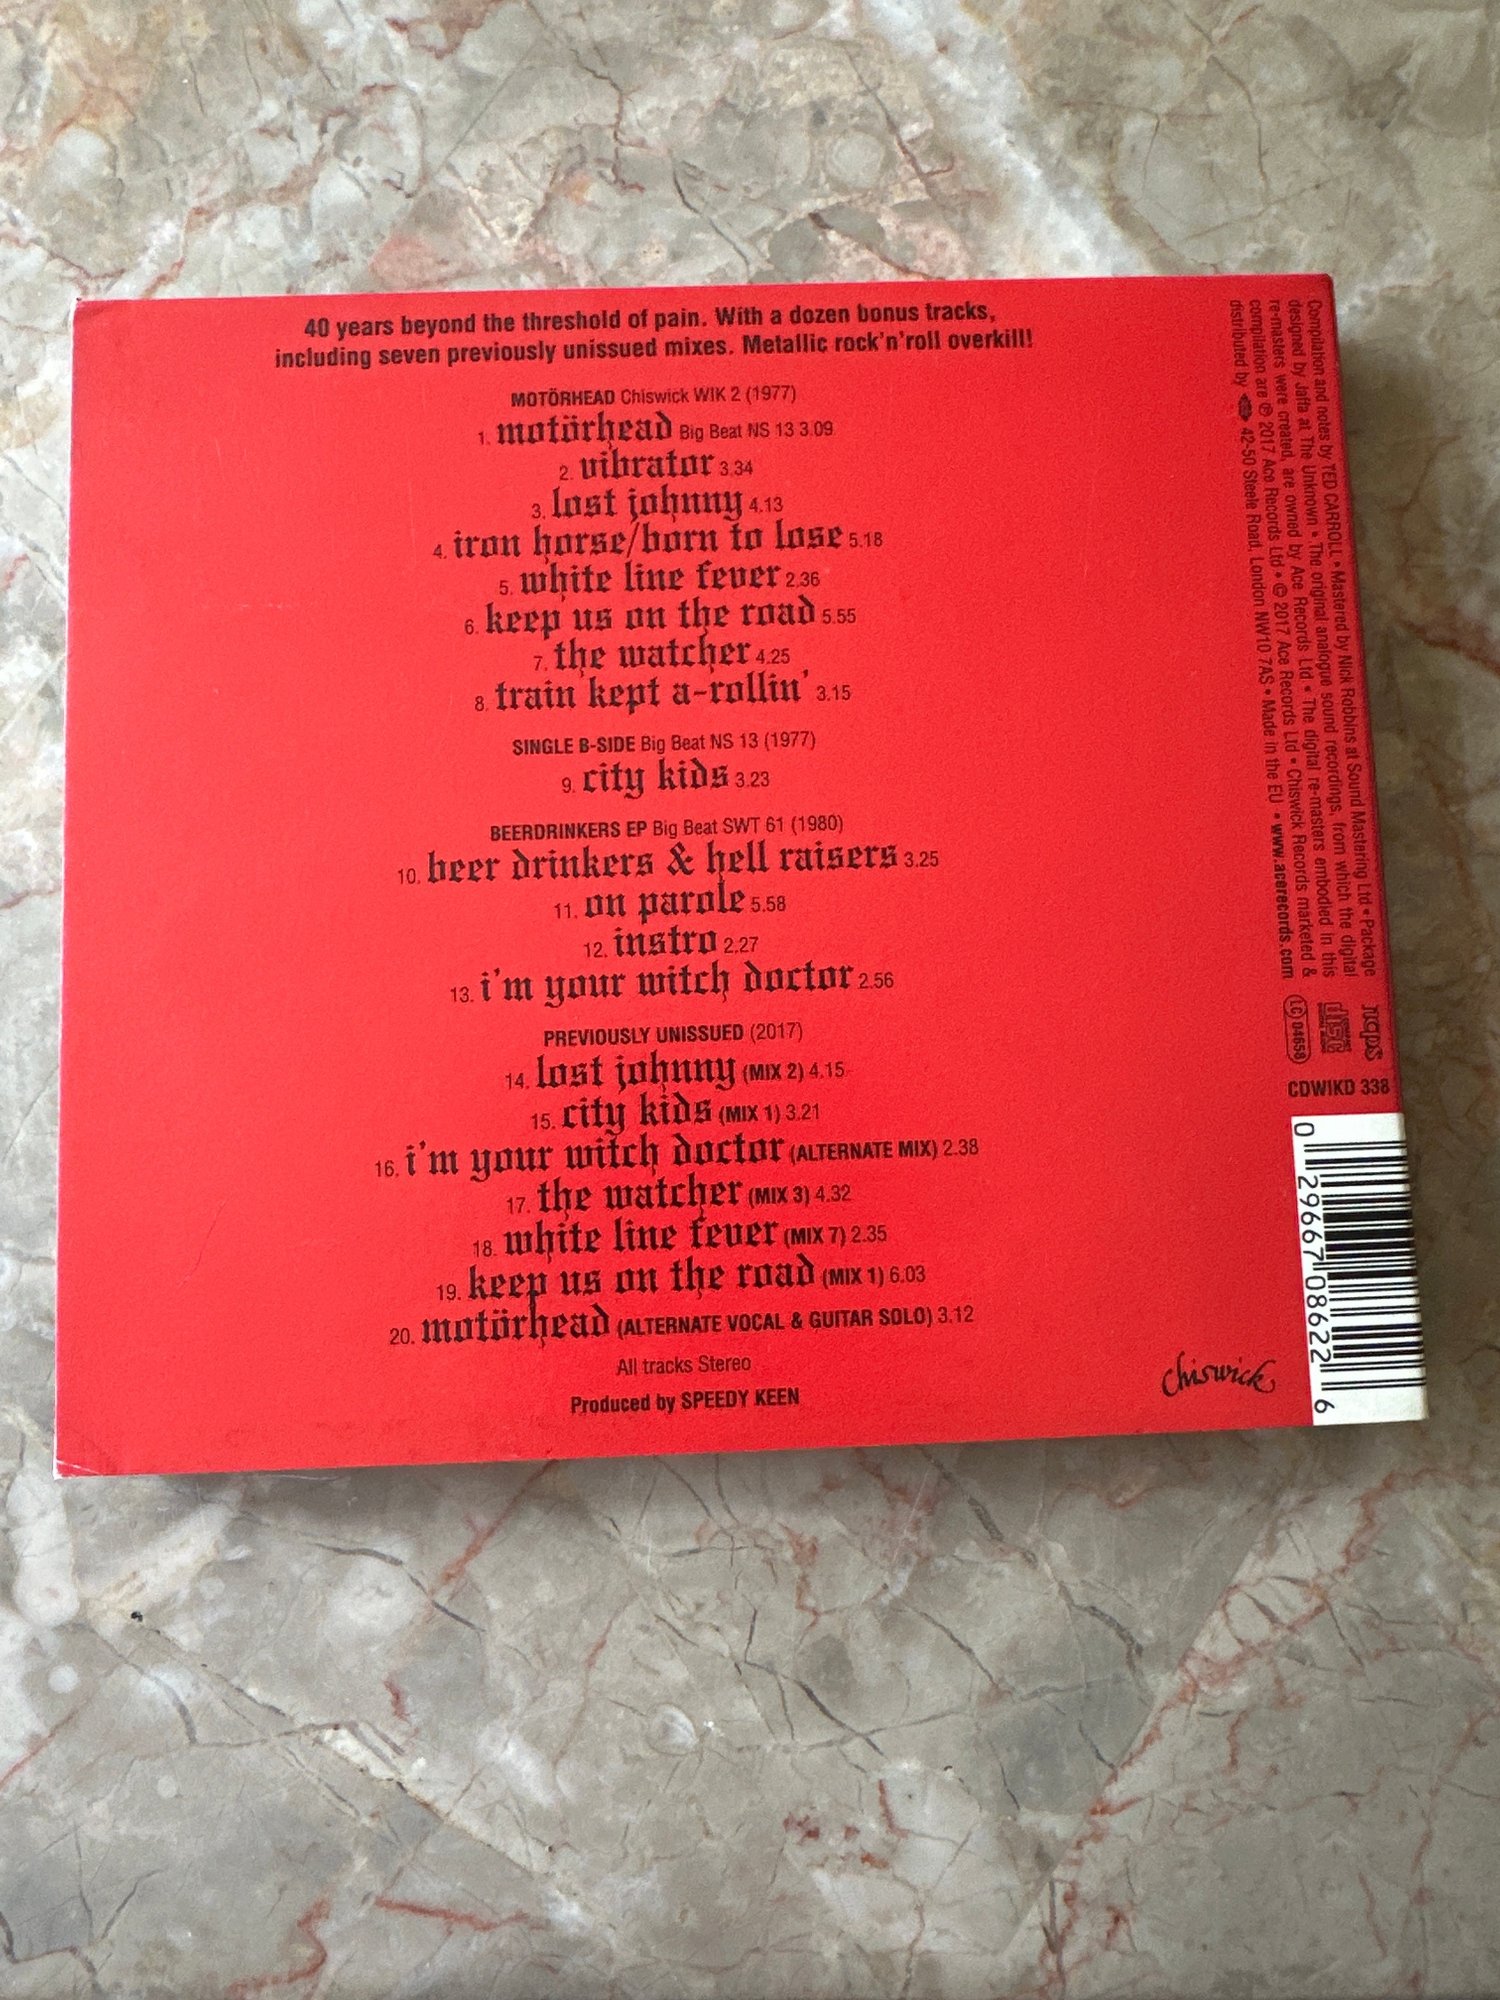 40 years beyond the threshold of pain. With a dozen bonus tracks,
including seven previously unissued mixes. Metallic rock'n'roll overkill!
MOTÖRHEAD Chiswick WIK 2 (1977)
1. motörhead Big Beat NS 13 3.09
2. vibrator 3.34
3. lost johnny 4.13
4. iron horse/born to lose 5.18
5. white line fever 2.36
6. keep us on the road 5.55
7. the watcher 4.25
8. train kept a-rollin' 3.15
SINGLE B-SIDE Big Beat NS 13 (1977)
9. city kids 3.23
BEERDRINKERS EP Big Beat SWT 61 (1980)
10. beer drinkers & hell raisers 3.25
11. on parole 5.58
12. instro 2.27
13. i'm your witch doctor 2.56
PREVIOUSLY UNISSUED (2017)
14. lost johnny (MIX 2) 4.15
15. city kids (MIX 1) 3.21
16. i'm your witch doctor (ALTERNATE MIX) 2.38
17. the watcher (MIX 3) 4.32
18. white line fever (MIX 7) 2.35
19. keep us on the road (MIX 1) 6.03
20. motörhead (ALTERNATE VOCAL & GUITAR SOLO) 3.12
All tracks Stereo
Produced by SPEEDY KEEN
chiswick
Compilation and notes by TED CARROLL • Mastered by Nick Robbins at Sound Mastering Ltd • Package
designed by Jaffa at The Unknown • The original analogue sound recordings, from which the digital
re-masters were created, are owned by Ace Records Ltd. • The digital re-masters embodied in this
compilation are ℗ 2017 Ace Records Ltd • © 2017 Ace Records Ltd • Chiswick Records marketed &
distributed by 42-50 Steele Road, London NW10 7AS • Made in the EU • www.acerecords.com
mcps
COMPACT disc DIGITAL AUDIO
LC 04658
CDWIKD 338
0 29667 08622 6